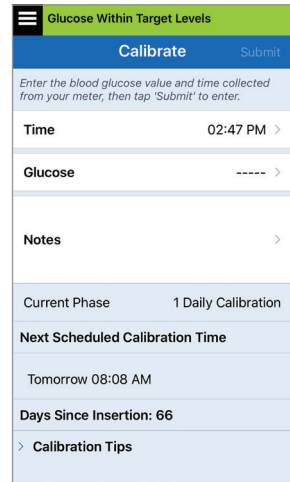 Glucose Within Target Levels
Calibrate Submit
Enter the blood glucose value and time collected
from your meter, then tap 'Submit' to enter.
Time 02:47 PM >
Glucose ----- >
Notes >
Current Phase 1 Daily Calibration
Next Scheduled Calibration Time
Tomorrow 08:08 AM
Days Since Insertion: 66
> Calibration Tips